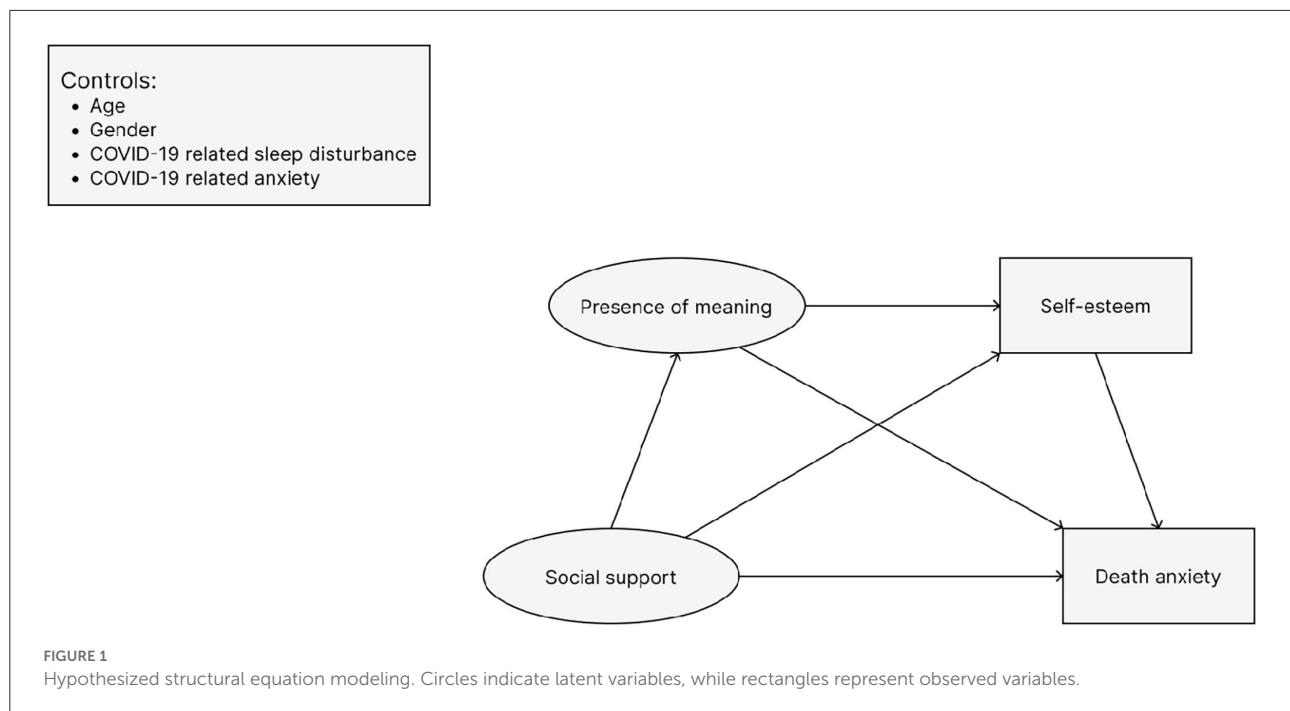 Controls:
• Age
• Gender
• COVID-19 related sleep disturbance
• COVID-19 related anxiety
Presence of meaning
Self-esteem
Social support
Death anxiety
FIGURE 1
Hypothesized structural equation modeling. Circles indicate latent variables, while rectangles represent observed variables.